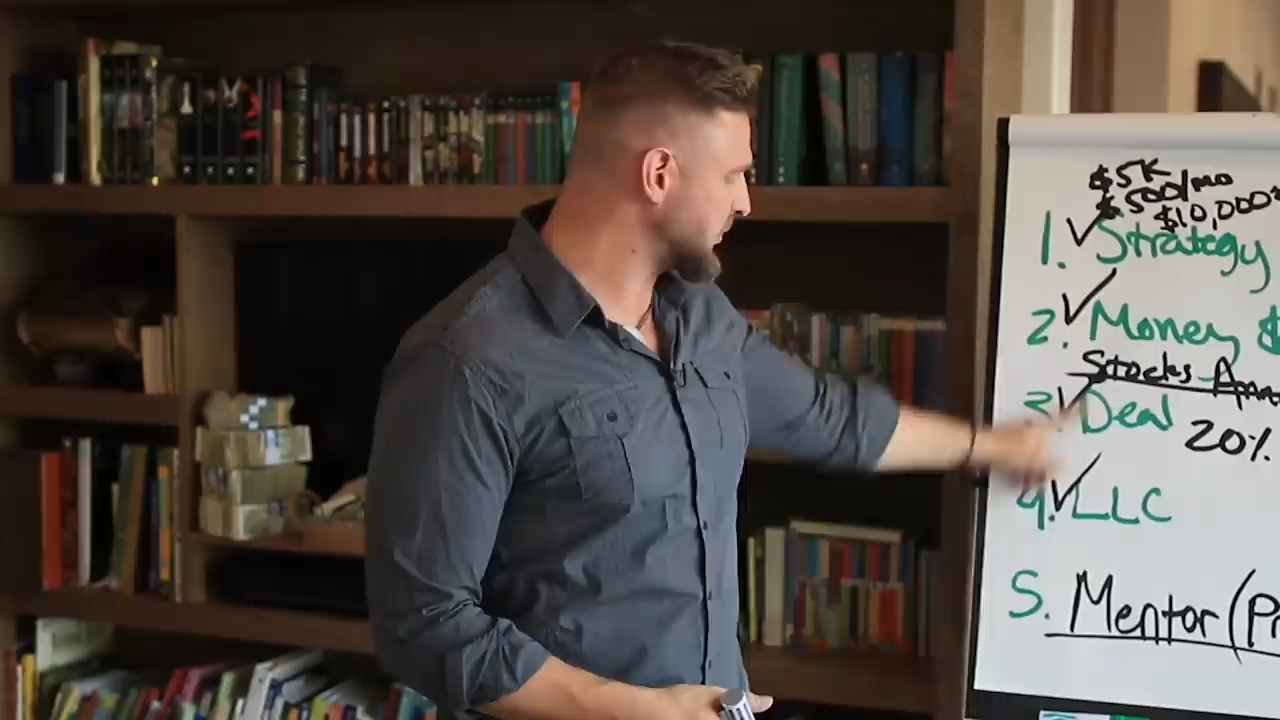 $5K
$500/mo
$10,000
1. ✓ Strategy
2. ✓ Money $
Stocks
3. ✓ Deal 20%
4. ✓ LLC
5. Mentor (